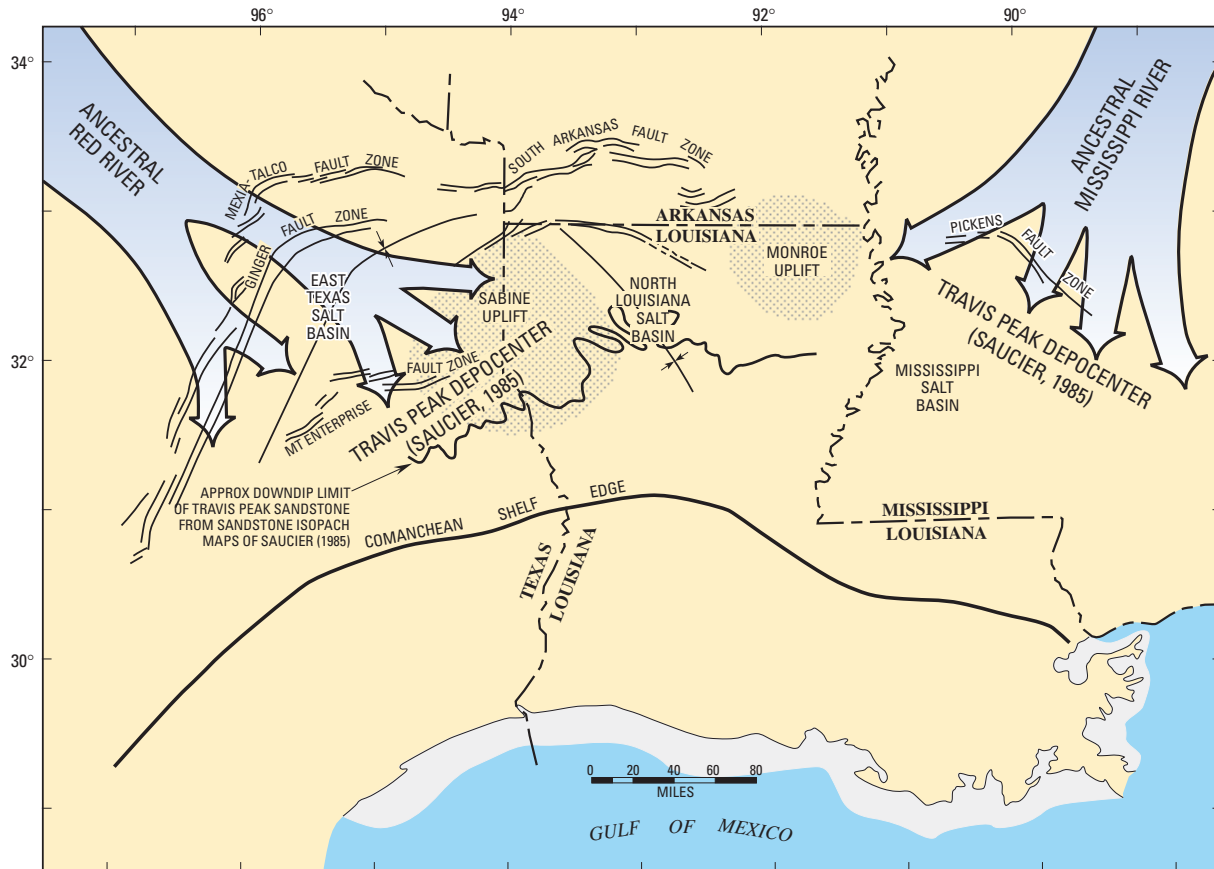 96°
94°
92°
90°
34°
32°
30°
ANCESTRAL
RED RIVER
ANCESTRAL
MISSISSIPPI RIVER
MEXIA-TALCO FAULT ZONE
SOUTH ARKANSAS FAULT ZONE
GINGER FAULT ZONE
ARKANSAS
LOUISIANA
PICKENS FAULT ZONE
EAST
TEXAS
SALT
BASIN
SABINE
UPLIFT
NORTH
LOUISIANA
SALT
BASIN
MONROE
UPLIFT
TRAVIS PEAK DEPOCENTER
(SAUCIER, 1985)
MISSISSIPPI
SALT
BASIN
MT ENTERPRISE FAULT ZONE
TRAVIS PEAK DEPOCENTER
(SAUCIER, 1985)
APPROX DOWNDIP LIMIT
OF TRAVIS PEAK SANDSTONE
FROM SANDSTONE ISOPACH
MAPS OF SAUCIER (1985)
COMANCHEAN SHELF EDGE
MISSISSIPPI
LOUISIANA
TEXAS
LOUISIANA
0 20 40 60 80
MILES
GULF OF MEXICO